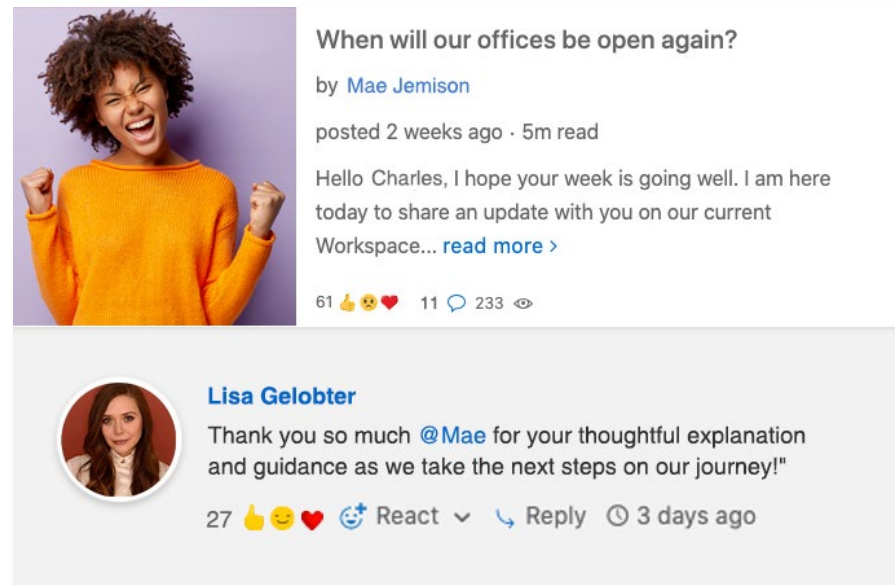 When will our offices be open again?
by Mae Jemison
posted 2 weeks ago · 5m read
Hello Charles, I hope your week is going well. I am here
today to share an update with you on our current
Workspace... read more >
61 11 233
Lisa Gelobter
Thank you so much @Mae for your thoughtful explanation
and guidance as we take the next steps on our journey!"
27 React Reply 3 days ago